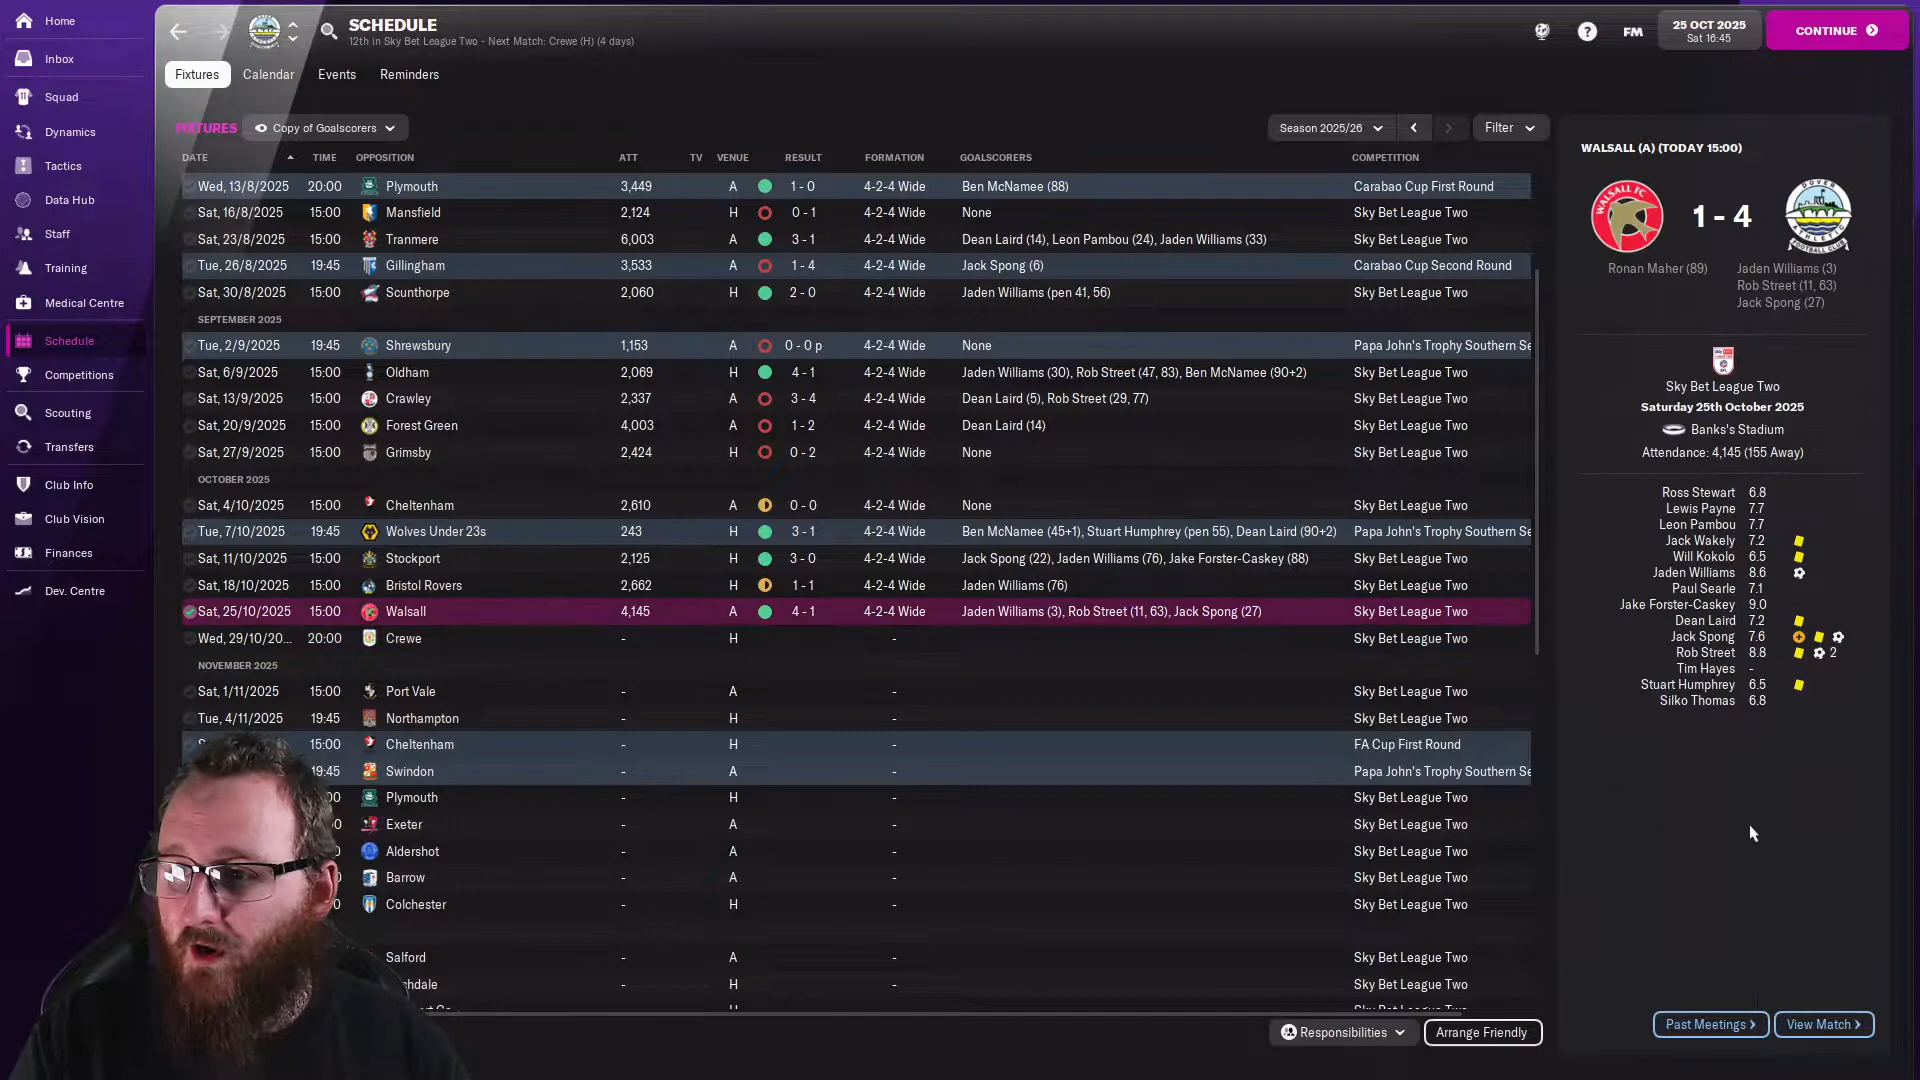 Home
Inbox
Squad
Dynamics
Tactics
Data Hub
Staff
Training
Medical Centre
Schedule
Competitions
Scouting
Transfers
Club Info
Club Vision
Finances
Dev. Centre
SCHEDULE
12th in Sky Bet League Two - Next Match: Crewe (H) (4 days)
FM
25 OCT 2025
Sat 16:45
CONTINUE
Fixtures Calendar Events Reminders
FIXTURES Copy of Goalscorers Season 2025/26 Filter
DATE TIME OPPOSITION ATT TV VENUE RESULT FORMATION GOALSCORERS COMPETITION
Wed, 13/8/2025 20:00 Plymouth 3,449 A 1 - 0 4-2-4 Wide Ben McNamee (88) Carabao Cup First Round
Sat, 16/8/2025 15:00 Mansfield 2,124 H 0 - 1 4-2-4 Wide None Sky Bet League Two
Sat, 23/8/2025 15:00 Tranmere 6,003 A 3 - 1 4-2-4 Wide Dean Laird (14), Leon Pambou (24), Jaden Williams (33) Sky Bet League Two
Tue, 26/8/2025 19:45 Gillingham 3,533 A 1 - 4 4-2-4 Wide Jack Spong (6) Carabao Cup Second Round
Sat, 30/8/2025 15:00 Scunthorpe 2,060 H 2 - 0 4-2-4 Wide Jaden Williams (pen 41, 56) Sky Bet League Two
SEPTEMBER 2025
Tue, 2/9/2025 19:45 Shrewsbury 1,153 A 0 - 0 p 4-2-4 Wide None Papa John's Trophy Southern Se
Sat, 6/9/2025 15:00 Oldham 2,069 H 4 - 1 4-2-4 Wide Jaden Williams (30), Rob Street (47, 83), Ben McNamee (90+2) Sky Bet League Two
Sat, 13/9/2025 15:00 Crawley 2,337 A 3 - 4 4-2-4 Wide Dean Laird (5), Rob Street (29, 77) Sky Bet League Two
Sat, 20/9/2025 15:00 Forest Green 4,003 A 1 - 2 4-2-4 Wide Dean Laird (14) Sky Bet League Two
Sat, 27/9/2025 15:00 Grimsby 2,424 H 0 - 2 4-2-4 Wide None Sky Bet League Two
OCTOBER 2025
Sat, 4/10/2025 15:00 Cheltenham 2,610 A 0 - 0 4-2-4 Wide None Sky Bet League Two
Tue, 7/10/2025 19:45 Wolves Under 23s 243 H 3 - 1 4-2-4 Wide Ben McNamee (45+1), Stuart Humphrey (pen 55), Dean Laird (90+2) Papa John's Trophy Southern Se
Sat, 11/10/2025 15:00 Stockport 2,125 H 3 - 0 4-2-4 Wide Jack Spong (22), Jaden Williams (76), Jake Forster-Caskey (88) Sky Bet League Two
Sat, 18/10/2025 15:00 Bristol Rovers 2,662 H 1 - 1 4-2-4 Wide Jaden Williams (76) Sky Bet League Two
Sat, 25/10/2025 15:00 Walsall 4,145 A 4 - 1 4-2-4 Wide Jaden Williams (3), Rob Street (11, 63), Jack Spong (27) Sky Bet League Two
Wed, 29/10/20... 20:00 Crewe - H - Sky Bet League Two
NOVEMBER 2025
Sat, 1/11/2025 15:00 Port Vale - A - Sky Bet League Two
Tue, 4/11/2025 19:45 Northampton - H - Sky Bet League Two
15:00 Cheltenham - H - FA Cup First Round
19:45 Swindon - A - Papa John's Trophy Southern Se
Plymouth - H - Sky Bet League Two
Exeter - A - Sky Bet League Two
Aldershot - A - Sky Bet League Two
Barrow - A - Sky Bet League Two
Colchester - H - Sky Bet League Two
Salford - A - Sky Bet League Two
chdale - H - Sky Bet League Two
Responsibilities Arrange Friendly
WALSALL (A) (TODAY 15:00)
WALSALL FC
1 - 4
DOVER ATHLETIC FOOTBALL CLUB
Ronan Maher (89)
Jaden Williams (3)
Rob Street (11, 63)
Jack Spong (27)
Sky Bet League Two
Saturday 25th October 2025
Banks's Stadium
Attendance: 4,145 (155 Away)
Ross Stewart 6.8
Lewis Payne 7.7
Leon Pambou 7.7
Jack Wakely 7.2
Will Kokolo 6.5
Jaden Williams 8.6
Paul Searle 7.1
Jake Forster-Caskey 9.0
Dean Laird 7.2
Jack Spong 7.6
Rob Street 8.8 2
Tim Hayes -
Stuart Humphrey 6.5
Silko Thomas 6.8
Past Meetings View Match